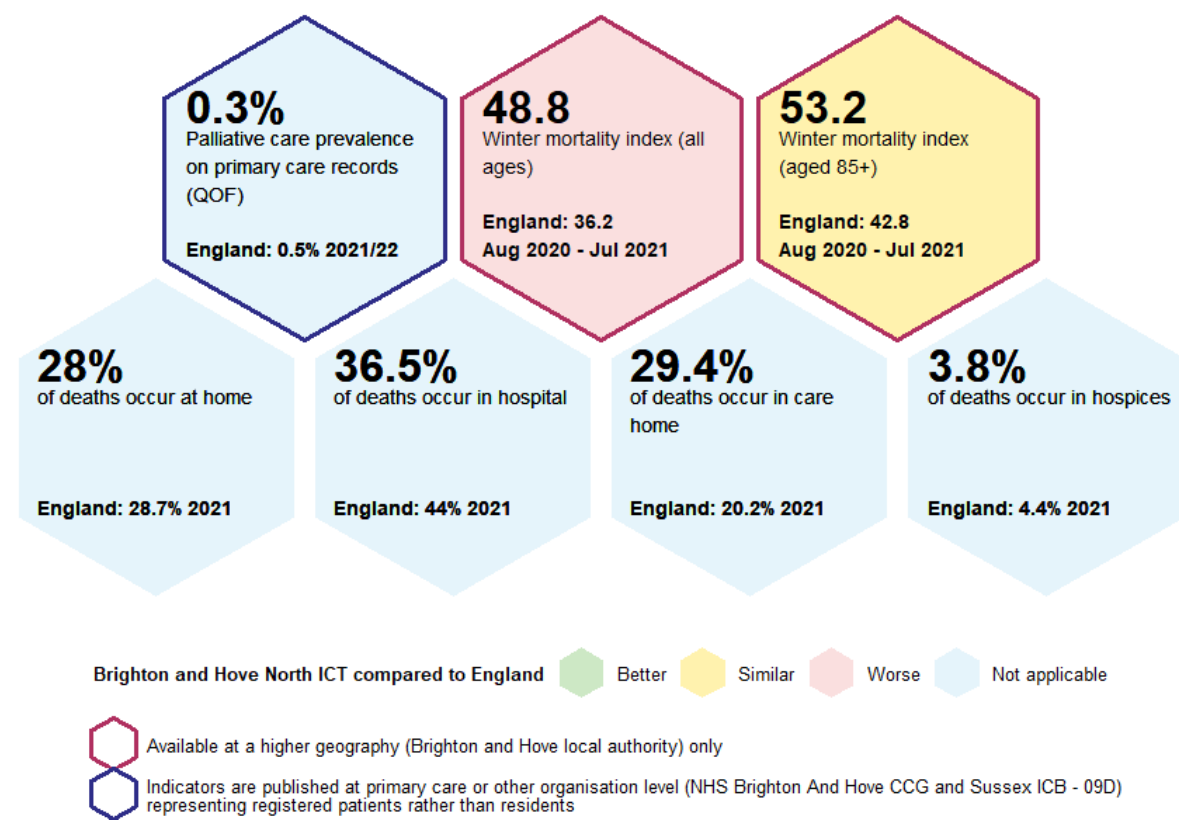 0.3%
Palliative care prevalence
on primary care records
(QOF)
England: 0.5% 2021/22
48.8
Winter mortality index (all
ages)
England: 36.2
Aug 2020 - Jul 2021
53.2
Winter mortality index
(aged 85+)
England: 42.8
Aug 2020 - Jul 2021
28%
of deaths occur at home
England: 28.7% 2021
36.5%
of deaths occur in hospital
England: 44% 2021
29.4%
of deaths occur in care
home
England: 20.2% 2021
3.8%
of deaths occur in hospices
England: 4.4% 2021
Brighton and Hove North ICT compared to England
Better
Similar
Worse
Not applicable
Available at a higher geography (Brighton and Hove local authority) only
Indicators are published at primary care or other organisation level (NHS Brighton And Hove CCG and Sussex ICB - 09D)
representing registered patients rather than residents